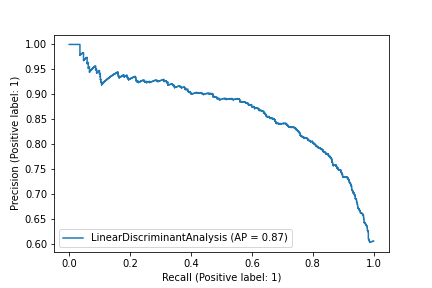 1.00
0.95
0.90
0.85
0.80
0.75
0.70
0.65
0.60
Precision (Positive label: 1)
LinearDiscriminantAnalysis (AP = 0.87)
0.0 0.2 0.4 0.6 0.8 1.0
Recall (Positive label: 1)